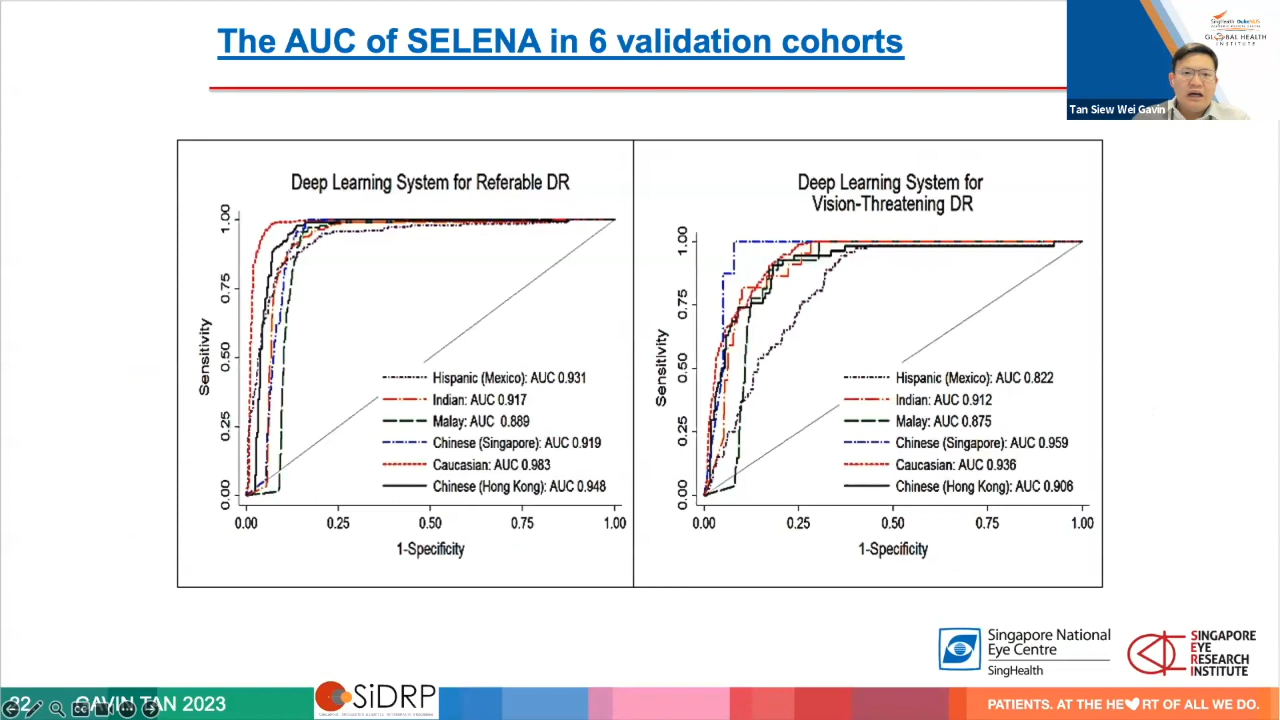 The AUC of SELENA in 6 validation cohorts
SingHealth DukeNUS
GLOBAL HEALTH
INSTITUTE
Tan Siew Wei Gavin
Deep Learning System for Referable DR
Sensitivity
1.00
0.75
0.50
0.25
0.00
Hispanic (Mexico): AUC 0.931
Indian: AUC 0.917
Malay: AUC 0.889
Chinese (Singapore): AUC 0.919
Caucasian: AUC 0.983
Chinese (Hong Kong): AUC 0.948
0.00 0.25 0.50 0.75 1.00
1-Specificity
Deep Learning System for
Vision-Threatening DR
Sensitivity
1.00
0.75
0.50
0.25
0.00
Hispanic (Mexico): AUC 0.822
Indian: AUC 0.912
Malay: AUC 0.875
Chinese (Singapore): AUC 0.959
Caucasian: AUC 0.936
Chinese (Hong Kong): AUC 0.906
0.00 0.25 0.50 0.75 1.00
1-Specificity
Singapore National
Eye Centre
SingHealth
SINGAPORE
EYE
RESEARCH
INSTITUTE
32 GAVIN TAN 2023
SiDRP
PATIENTS. AT THE HE RT OF ALL WE DO.